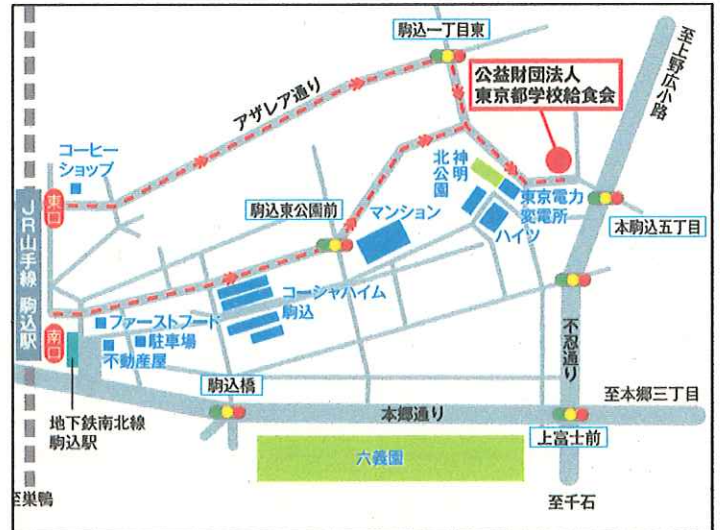 駒込一丁目東
公益財団法人
東京都学校給食会
至上野広小路
アザレア通り
コーヒー
ショップ
東口
神明
北公園
東京電力
変電所
ハイツ
本駒込五丁目
駒込東公園前
マンション
JR山手線 駒込駅
コーシャハイム
駒込
ファーストフード
駐車場
不動産屋
南口
不忍通り
駒込橋
至本郷三丁目
本郷通り
上富士前
地下鉄南北線
駒込駅
六義園
至巣鴨
至千石